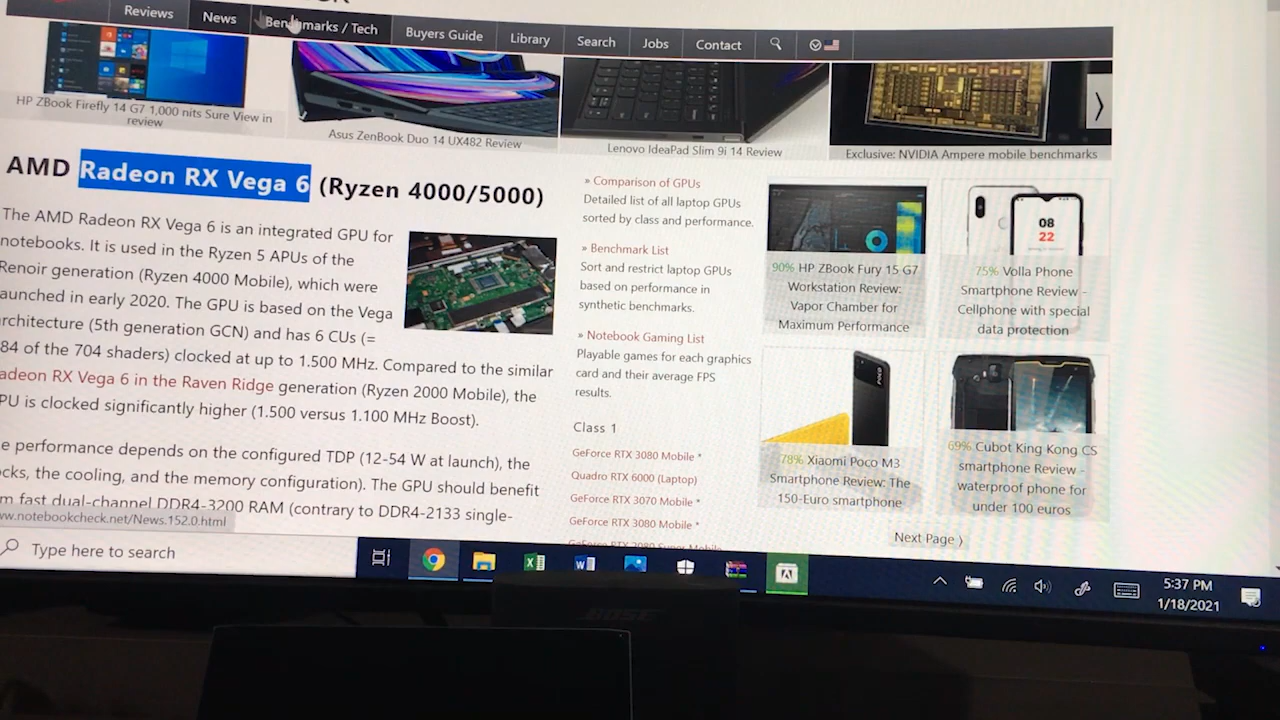 Reviews
News
Benchmarks / Tech
Buyers Guide
Library
Search
Jobs
Contact
HP ZBook Firefly 14 G7 1,000 nits Sure View in
review
Asus ZenBook Duo 14 UX482 Review
Lenovo IdeaPad Slim 9i 14 Review
Exclusive: NVIDIA Ampere mobile benchmarks
AMD Radeon RX Vega 6 (Ryzen 4000/5000)
The AMD Radeon RX Vega 6 is an integrated GPU for
notebooks. It is used in the Ryzen 5 APUs of the
Renoir generation (Ryzen 4000 Mobile), which were
aunched in early 2020. The GPU is based on the Vega
rchitecture (5th generation GCN) and has 6 CUs (=
84 of the 704 shaders) clocked at up to 1.500 MHz. Compared to the similar
adeon RX Vega 6 in the Raven Ridge generation (Ryzen 2000 Mobile), the
PU is clocked significantly higher (1.500 versus 1.100 MHz Boost).
e performance depends on the configured TDP (12-54 W at launch), the
cks, the cooling, and the memory configuration). The GPU should benefit
m fast dual-channel DDR4-3200 RAM (contrary to DDR4-2133 single-
ww.notebookcheck.net/News.152.0.html
» Comparison of GPUs
Detailed list of all laptop GPUs
sorted by class and performance.
» Benchmark List
Sort and restrict laptop GPUs
based on performance in
synthetic benchmarks.
» Notebook Gaming List
Playable games for each graphics
card and their average FPS
results.
Class 1
GeForce RTX 3080 Mobile *
Quadro RTX 6000 (Laptop)
GeForce RTX 3070 Mobile *
GeForce RTX 3080 Mobile *
GeForce RTX 2080 Super Mobile
90% HP ZBook Fury 15 G7
Workstation Review:
Vapor Chamber for
Maximum Performance
08
22
75% Volla Phone
Smartphone Review -
Cellphone with special
data protection
POCO
78% Xiaomi Poco M3
Smartphone Review: The
150-Euro smartphone
69% Cubot King Kong CS
smartphone Review -
waterproof phone for
under 100 euros
Next Page ⟩
Type here to search
5:37 PM
1/18/2021
BOSE